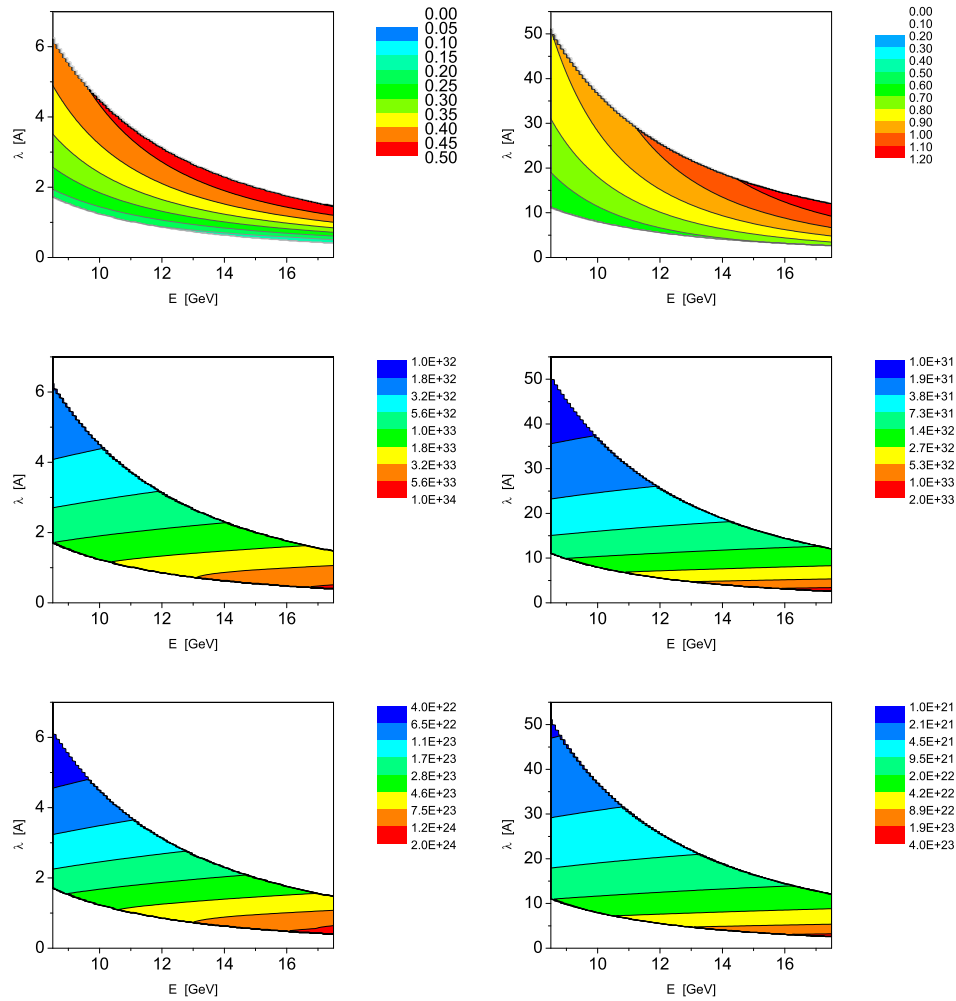 0.00
0.05
0.10
0.15
0.20
0.25
0.30
0.35
0.40
0.45
0.50
6
4
2
0
λ [A]
10 12 14 16
E [GeV]
0.00
0.10
0.20
0.30
0.40
0.50
0.60
0.70
0.80
0.90
1.00
1.10
1.20
50
40
30
20
10
0
λ [A]
10 12 14 16
E [GeV]
1.0E+32
1.8E+32
3.2E+32
5.6E+32
1.0E+33
1.8E+33
3.2E+33
5.6E+33
1.0E+34
6
4
2
0
λ [A]
10 12 14 16
E [GeV]
1.0E+31
1.9E+31
3.8E+31
7.3E+31
1.4E+32
2.7E+32
5.3E+32
1.0E+33
2.0E+33
50
40
30
20
10
0
λ [A]
10 12 14 16
E [GeV]
4.0E+22
6.5E+22
1.1E+23
1.7E+23
2.8E+23
4.6E+23
7.5E+23
1.2E+24
2.0E+24
6
4
2
0
λ [A]
10 12 14 16
E [GeV]
1.0E+21
2.1E+21
4.5E+21
9.5E+21
2.0E+22
4.2E+22
8.9E+22
1.9E+23
4.0E+23
50
40
30
20
10
0
λ [A]
10 12 14 16
E [GeV]